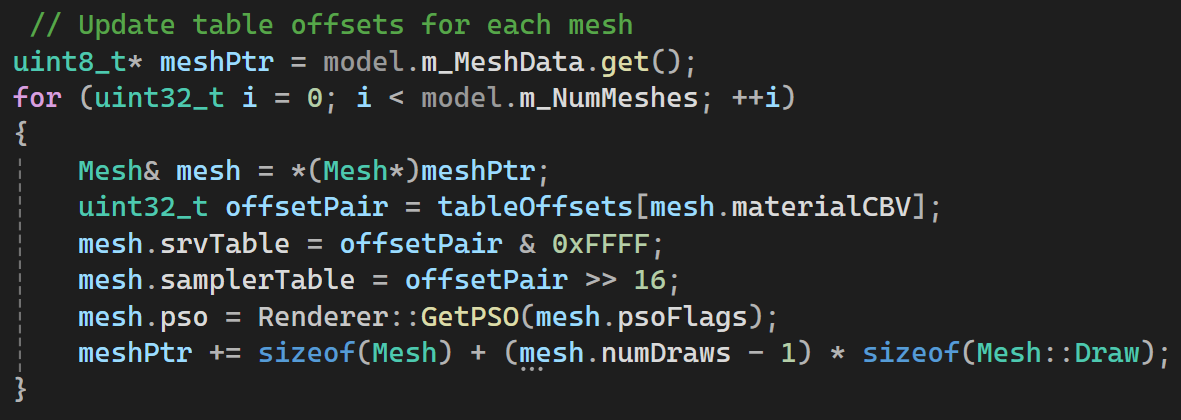 // Update table offsets for each mesh
uint8_t* meshPtr = model.m_MeshData.get();
for (uint32_t i = 0; i < model.m_NumMeshes; ++i)
{
    Mesh& mesh = *(Mesh*)meshPtr;
    uint32_t offsetPair = tableOffsets[mesh.materialCBV];
    mesh.srvTable = offsetPair & 0xFFFF;
    mesh.samplerTable = offsetPair >> 16;
    mesh.pso = Renderer::GetPSO(mesh.psoFlags);
    meshPtr += sizeof(Mesh) + (mesh.numDraws - 1) * sizeof(Mesh::Draw);
}